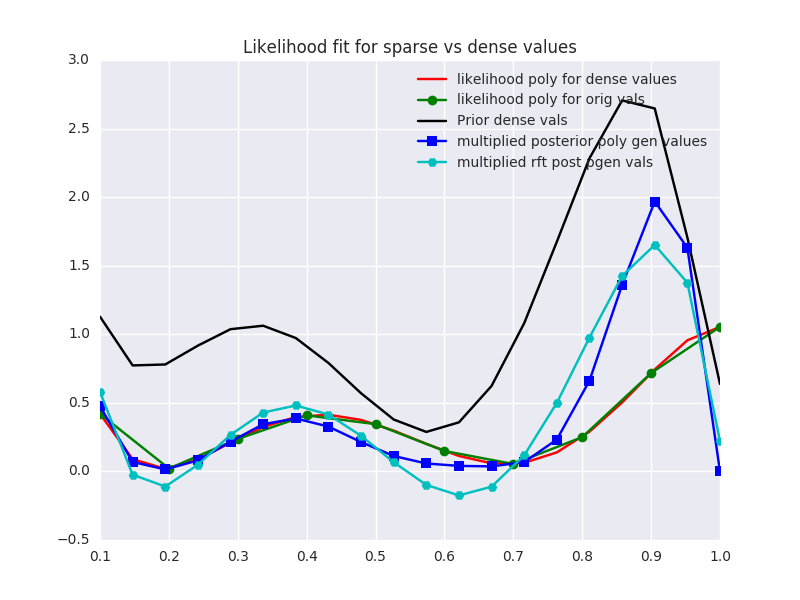 Likelihood fit for sparse vs dense values
likelihood poly for dense values
likelihood poly for orig vals
Prior dense vals
multiplied posterior poly gen values
multiplied rft post pgen vals
3.0
2.5
2.0
1.5
1.0
0.5
0.0
−0.5
0.1 0.2 0.3 0.4 0.5 0.6 0.7 0.8 0.9 1.0